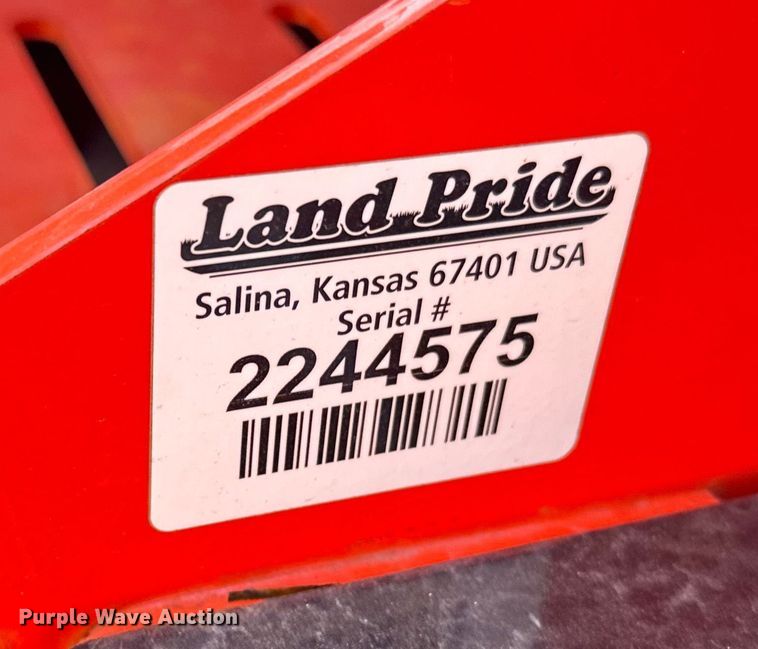 Land Pride
Salina, Kansas 67401 USA
Serial #
2244575
Purple Wave Auction